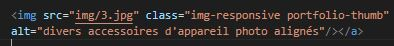 <img src="img/3.jpg" class="img-responsive portfolio-thumb"
alt="divers accessoires d'appareil photo alignés"/></a>